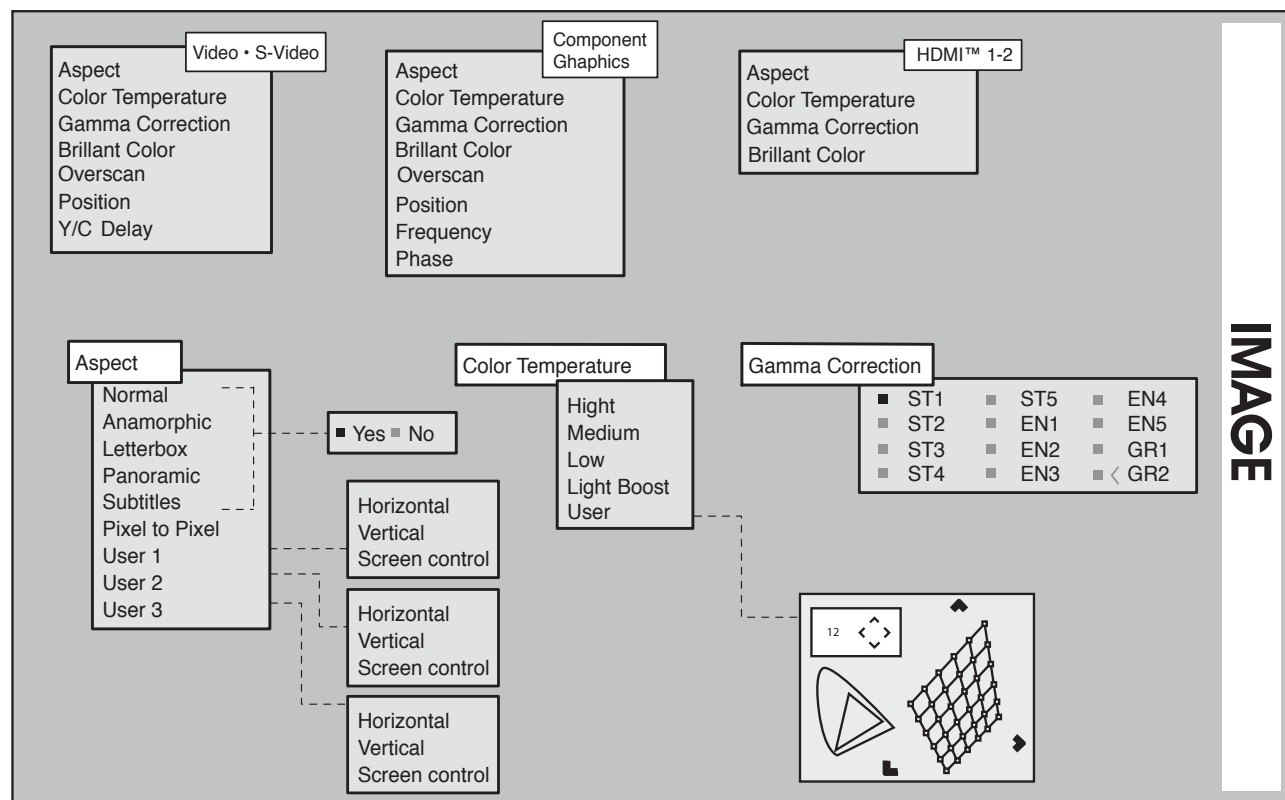 Video • S-Video
Aspect
Color Temperature
Gamma Correction
Brillant Color
Overscan
Position
Y/C Delay
Component
Ghaphics
Aspect
Color Temperature
Gamma Correction
Brillant Color
Overscan
Position
Frequency
Phase
HDMI™ 1-2
Aspect
Color Temperature
Gamma Correction
Brillant Color
IMAGE
Aspect
Normal
Anamorphic
Letterbox
Panoramic
Subtitles
Pixel to Pixel
User 1
User 2
User 3
Yes No
Horizontal
Vertical
Screen control
Horizontal
Vertical
Screen control
Horizontal
Vertical
Screen control
Color Temperature
Hight
Medium
Low
Light Boost
User
12
Gamma Correction
ST1 ST5 EN4
ST2 EN1 EN5
ST3 EN2 GR1
ST4 EN3 GR2